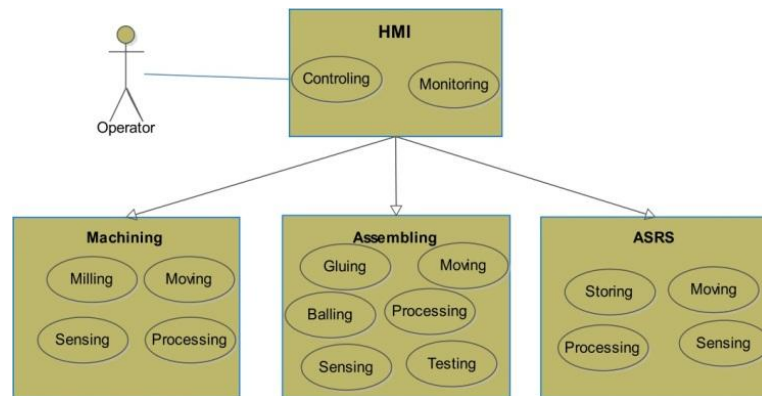 HMI
Controling
Monitoring
Operator
Machining
Milling
Moving
Sensing
Processing
Assembling
Gluing
Moving
Balling
Processing
Sensing
Testing
ASRS
Storing
Moving
Processing
Sensing